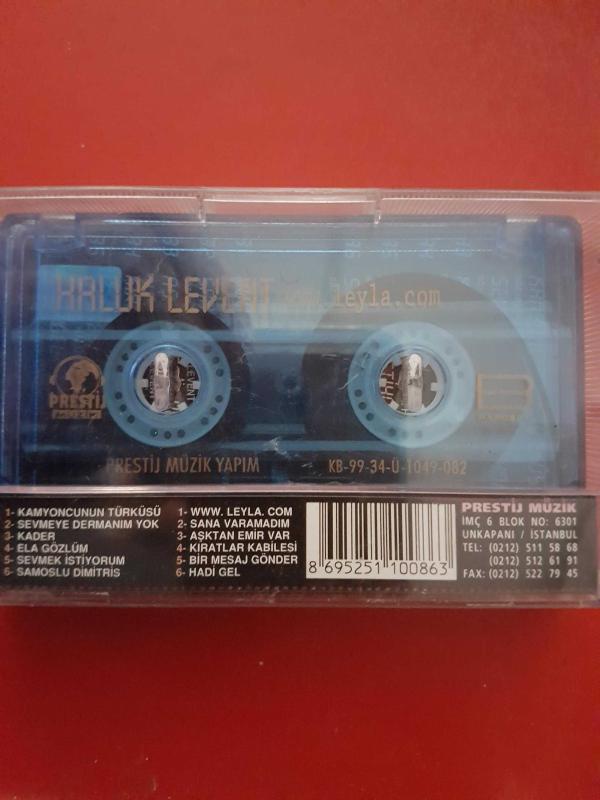 HALUK LEVENT www.leyla.com
PRESTİJ
MÜZİK
PRESTİJ MÜZİK YAPIM
KB-99-34-Ü-1049-082
1- KAMYONCUNUN TÜRKÜSÜ
2- SEVMEYE DERMANIM YOK
3- KADER
4- ELA GÖZLÜM
5- SEVMEK İSTİYORUM
6- SAMOSLU DIMITRIS
1- WWW. LEYLA. COM
2- SANA VARAMADIM
3- AŞKTAN EMİR VAR
4- KIRATLAR KABİLESİ
5- BİR MESAJ GÖNDER
6- HADİ GEL
8 695251 100863
PRESTİJ MÜZİK
İMÇ 6 BLOK NO: 6301
UNKAPANI / İSTANBUL
TEL: (0212) 511 58 68
(0212) 512 61 91
FAX: (0212) 522 79 45